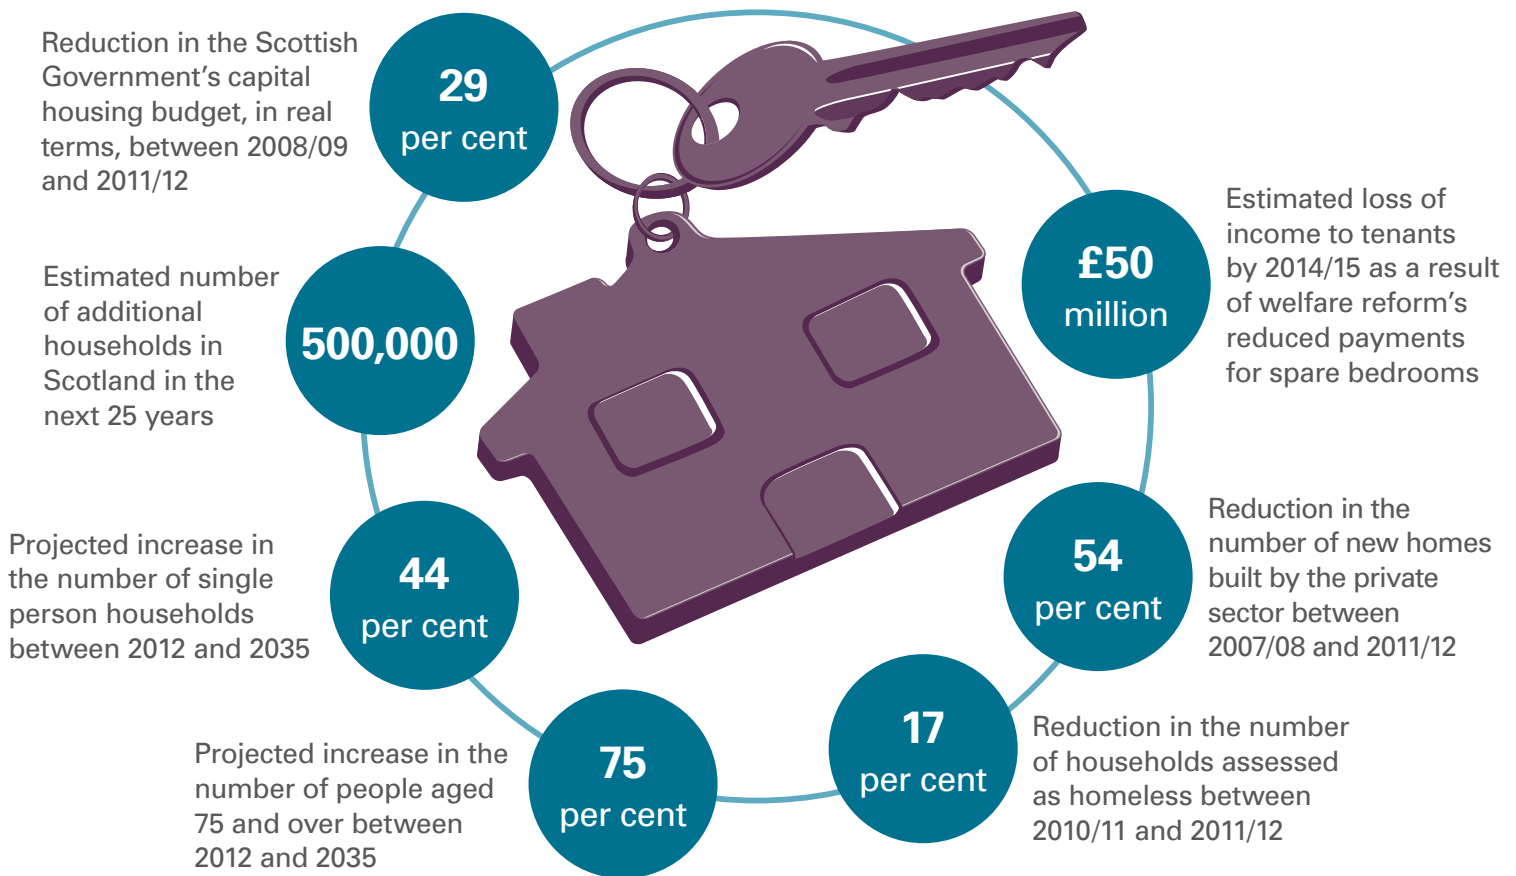 Reduction in the Scottish
Government’s capital
housing budget, in real
terms, between 2008/09
and 2011/12
29
per cent
Estimated number
of additional
households in
Scotland in the
next 25 years
500,000
Projected increase in
the number of single
person households
between 2012 and 2035
44
per cent
Projected increase in the
number of people aged
75 and over between
2012 and 2035
75
per cent
17
per cent
Reduction in the number
of households assessed
as homeless between
2010/11 and 2011/12
54
per cent
Reduction in the
number of new homes
built by the private
sector between
2007/08 and 2011/12
£50
million
Estimated loss of
income to tenants
by 2014/15 as a result
of welfare reform’s
reduced payments
for spare bedrooms